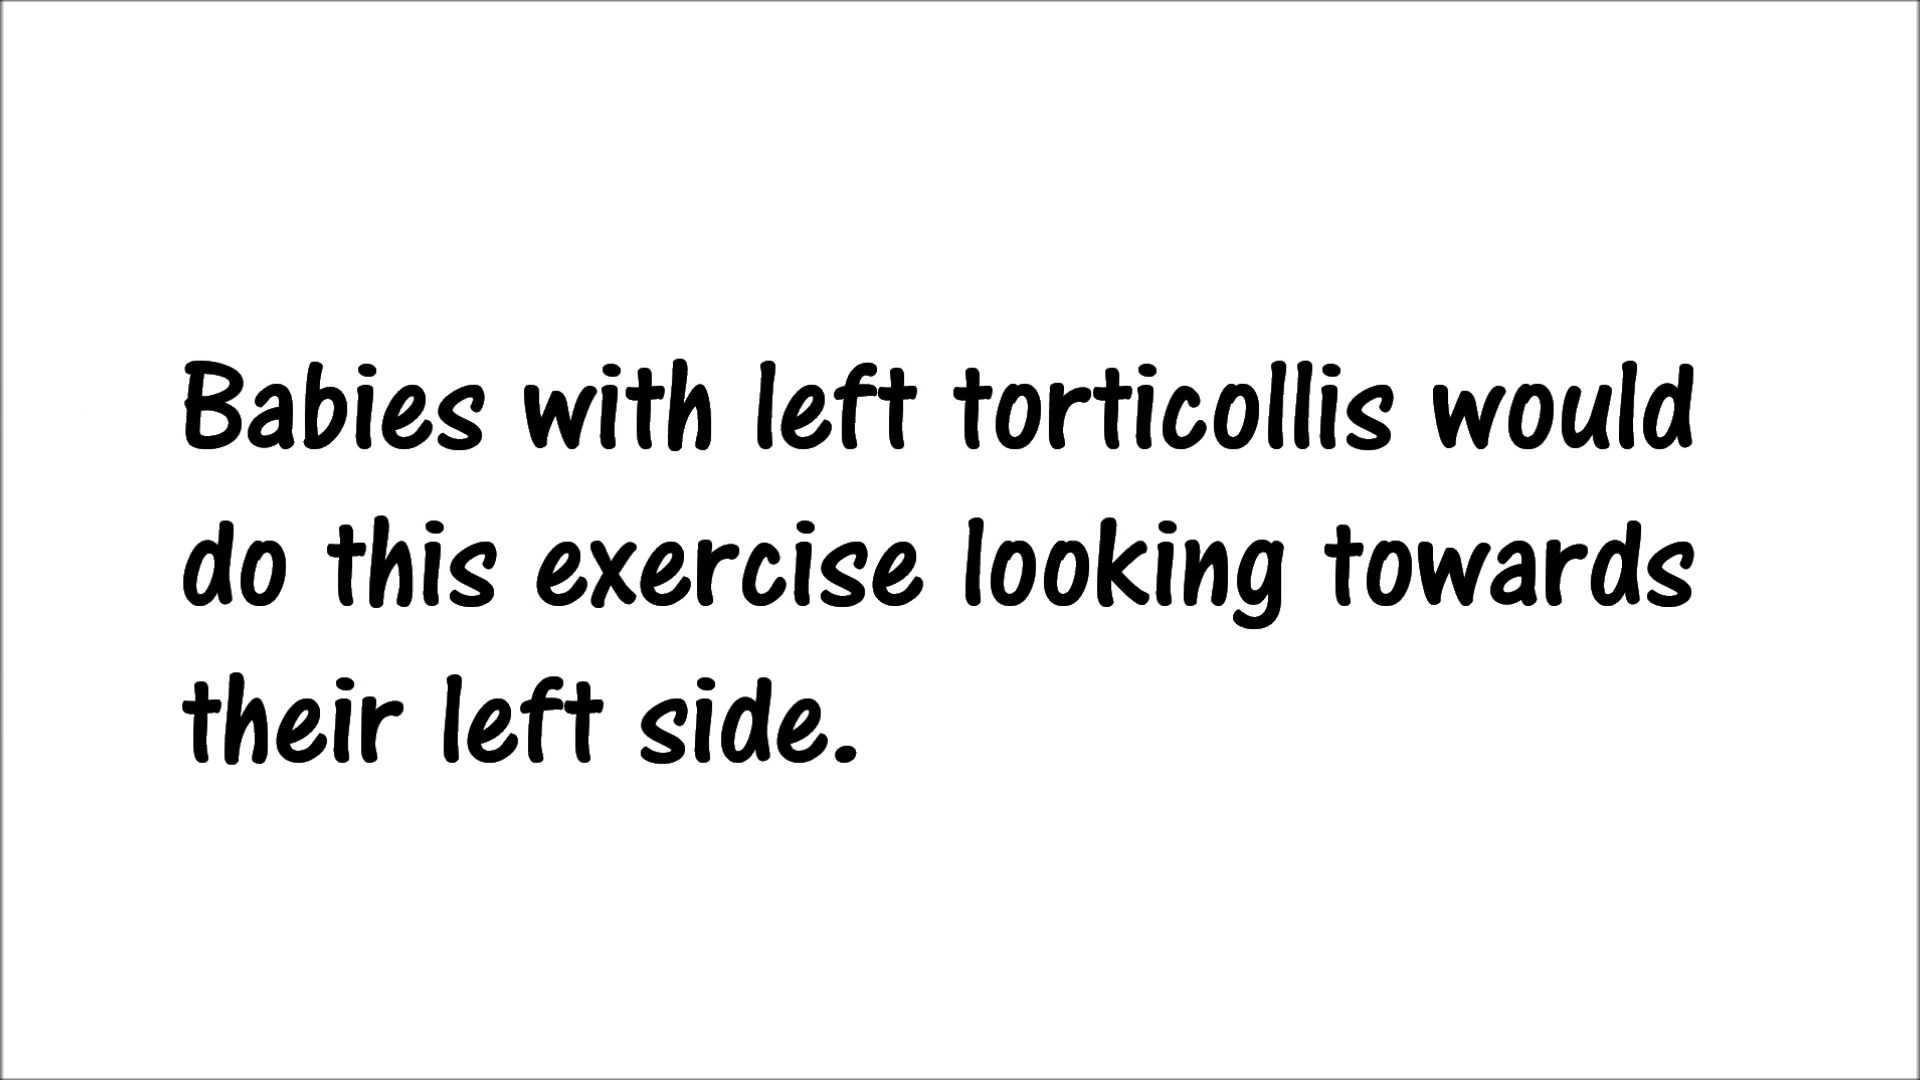 Babies with left torticollis would
do this exercise looking towards
their left side.